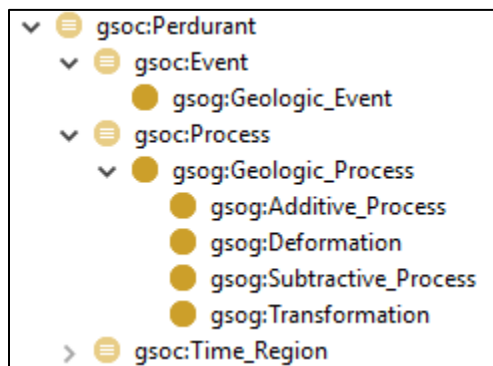 gsoc:Perdurant
gsoc:Event
gsog:Geologic_Event
gsoc:Process
gsog:Geologic_Process
gsog:Additive_Process
gsog:Deformation
gsog:Subtractive_Process
gsog:Transformation
gsoc:Time_Region